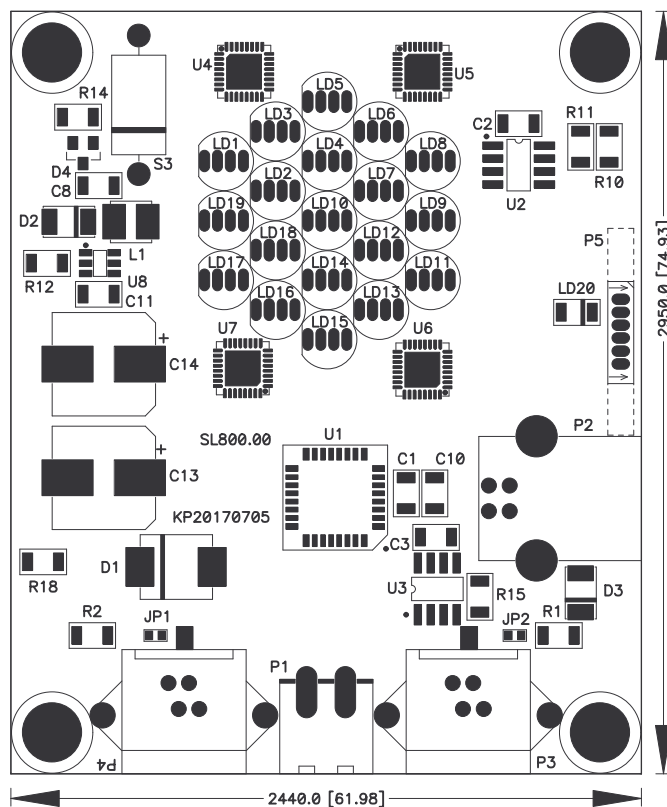 U4
U5
LD5
R14
LD3
LD6
C2
R11
LD1
LD4
LD8
S3
D4
C8
LD2
LD7
R10
U2
D2
LD19
LD10
LD9
P5
L1
LD18
LD12
R12
U8
LD17
LD14
LD11
C11
LD20
LD16
LD13
LD15
2950.0 [74.93]
U7
U6
+
C14
P2
SL800.00
U1
+
C13
C1
C10
KP20170705
C3
D1
R18
U3
R15
D3
R2
JP1
JP2
R1
P1
P4
P3
2440.0 [61.98]